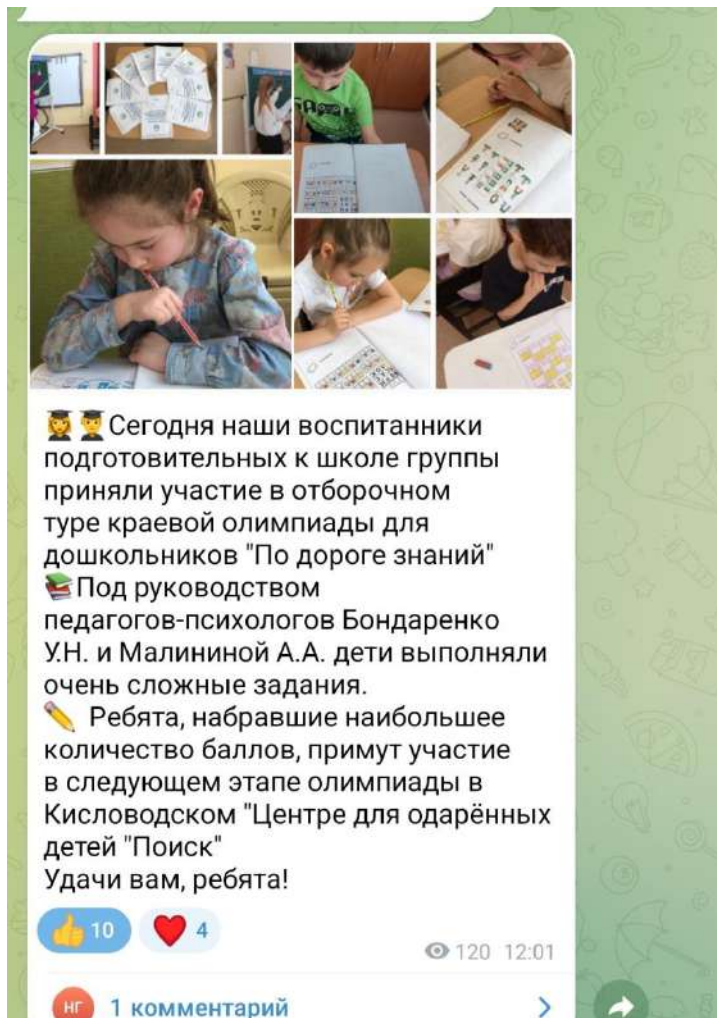 Сегодня наши воспитанники
подготовительных к школе группы
приняли участие в отборочном
туре краевой олимпиады для
дошкольников "По дороге знаний"
Под руководством
педагогов-психологов Бондаренко
У.Н. и Малининой А.А. дети выполняли
очень сложные задания.
Ребята, набравшие наибольшее
количество баллов, примут участие
в следующем этапе олимпиады в
Кисловодском "Центре для одарённых
детей "Поиск"
Удачи вам, ребята!
10
4
120 12:01
НГ
1 комментарий